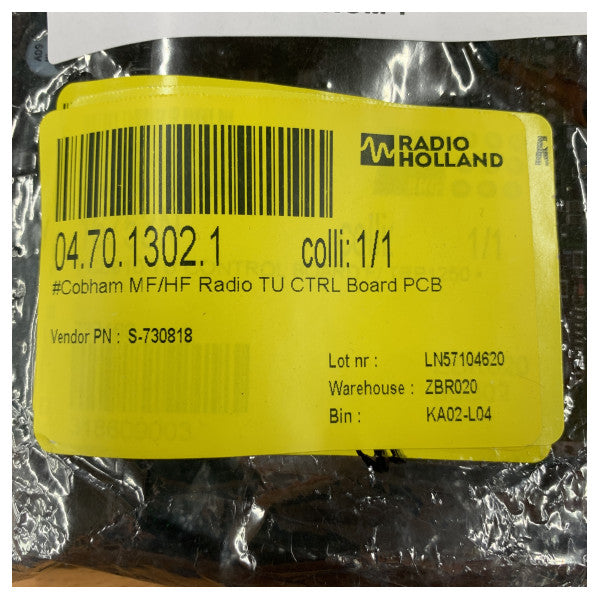 RADIO
HOLLAND
04.70.1302.1 colli: 1/1
#Cobham MF/HF Radio TU CTRL Board PCB
Vendor PN : S-730818
Lot nr : LN57104620
Warehouse : ZBR020
Bin : KA02-L04